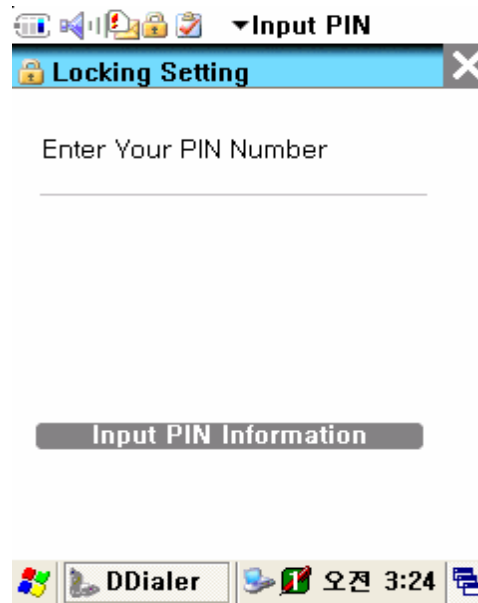 Input PIN
Locking Setting
Enter Your PIN Number
Input PIN Information
DDialer 오전 3:24